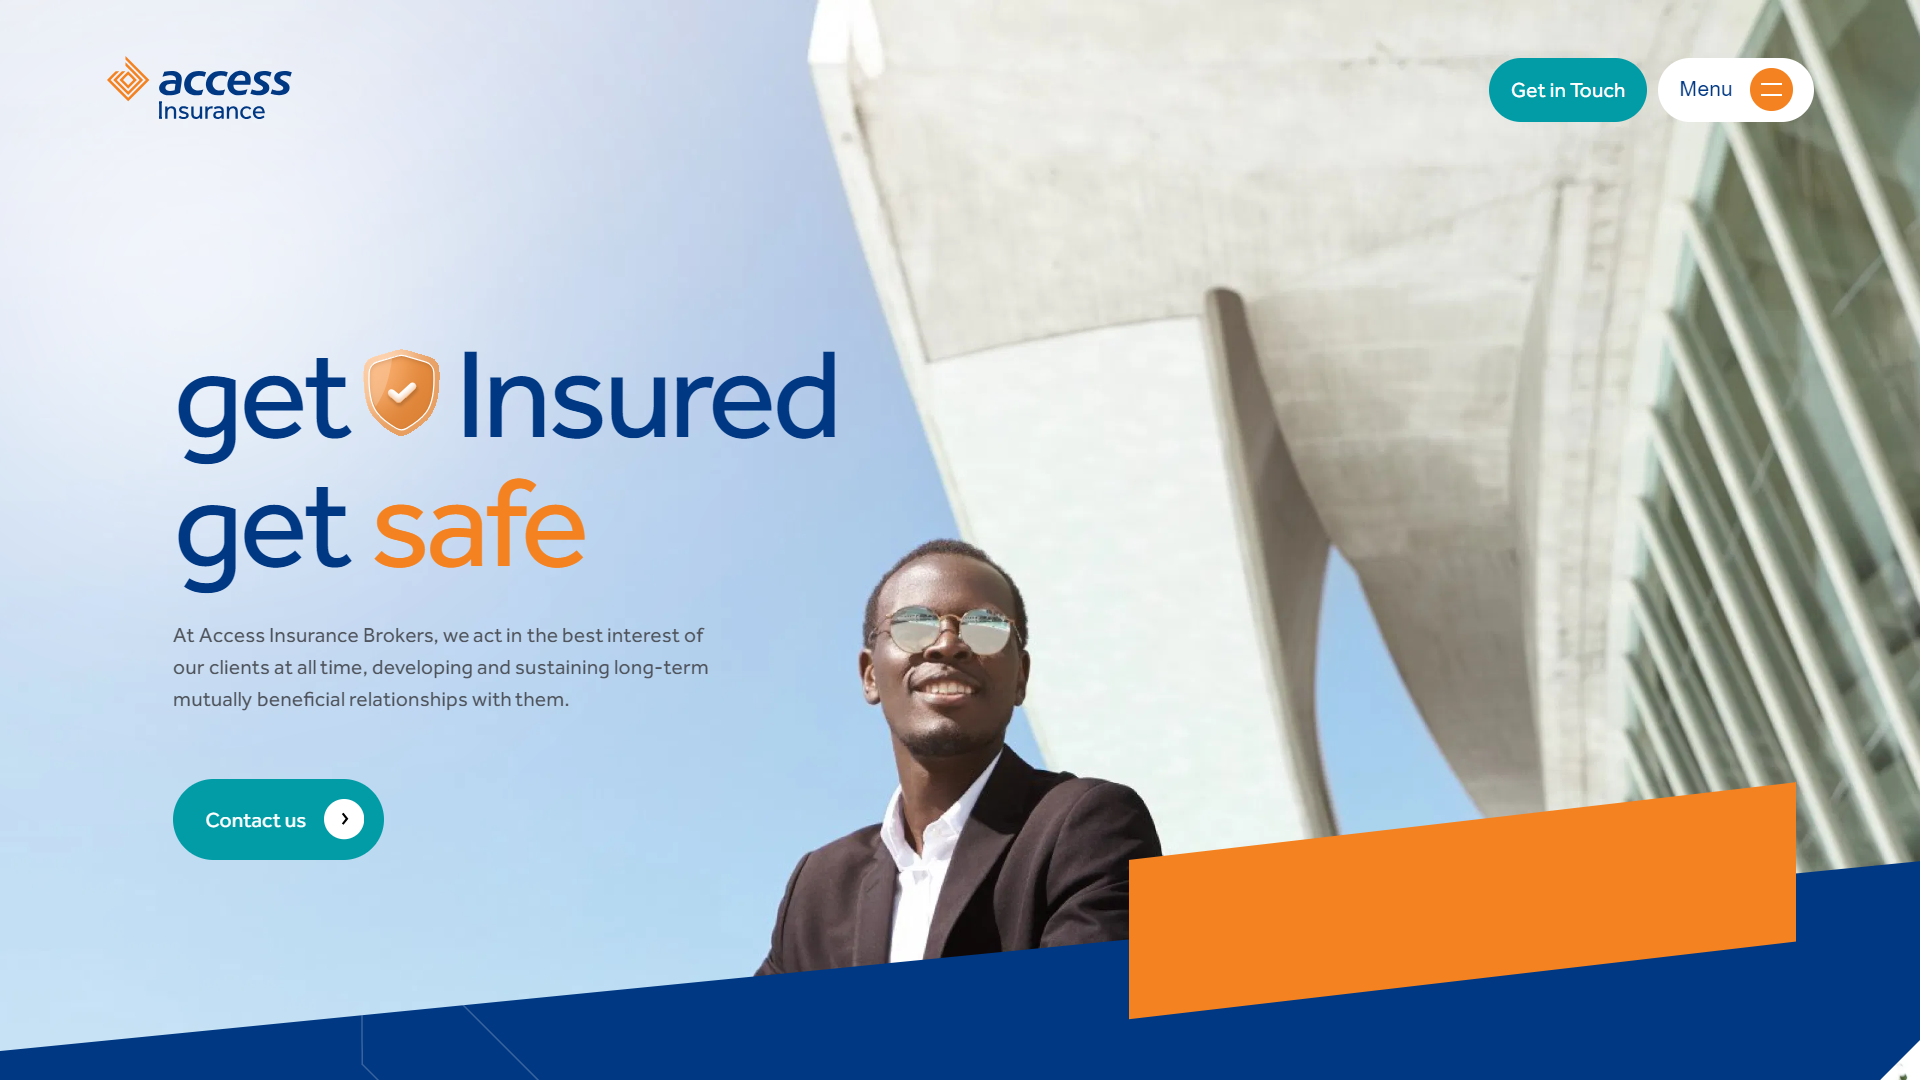 access
Insurance
Get in Touch
Menu
get Insured
get safe
At Access Insurance Brokers, we act in the best interest of
our clients at all time, developing and sustaining long-term
mutually beneficial relationships with them.
Contact us